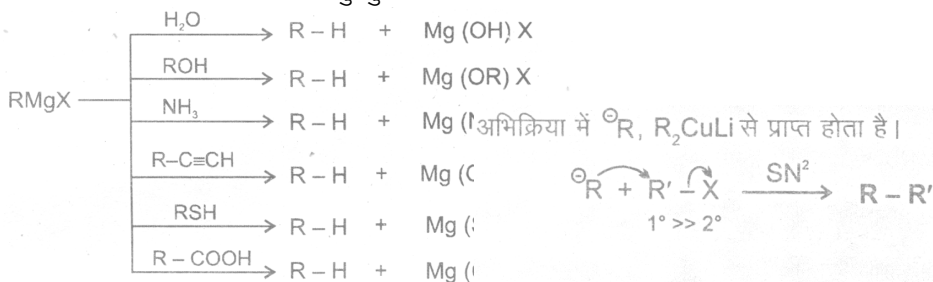 H₂O
R – H + Mg (OH) X
ROH
R – H + Mg (OR) X
RMgX
NH₃
R – H + Mg (
अभिक्रिया में ⊖R, R₂CuLi से प्राप्त होता है।
R–C≡CH
R – H + Mg (
⊖R + R′ – X SN² R – R′
1° >> 2°
RSH
R – H + Mg (
R – COOH
R – H + Mg (